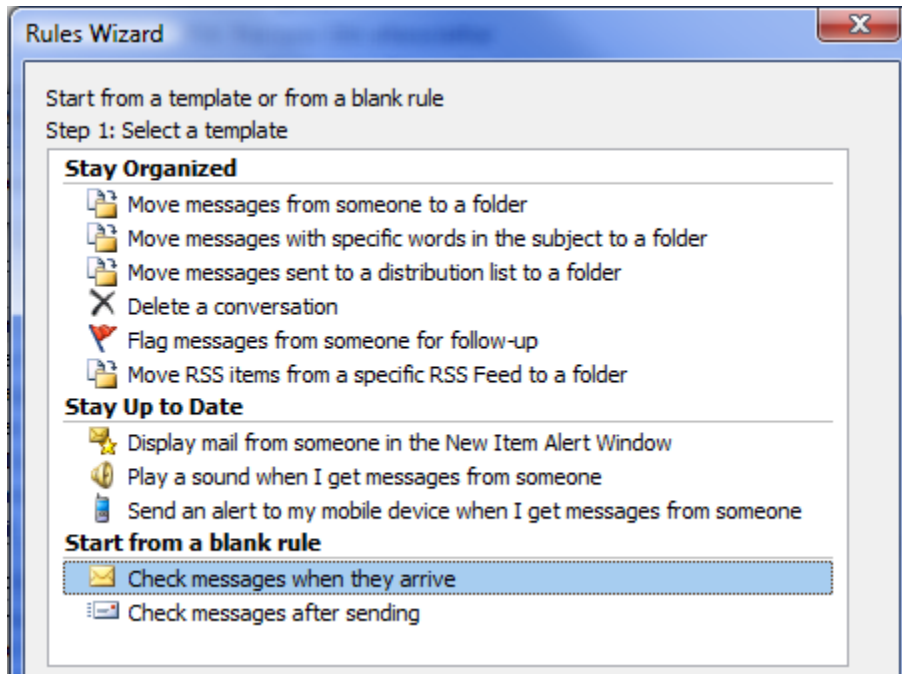 Rules Wizard
Start from a template or from a blank rule
Step 1: Select a template
Stay Organized
Move messages from someone to a folder
Move messages with specific words in the subject to a folder
Move messages sent to a distribution list to a folder
Delete a conversation
Flag messages from someone for follow-up
Move RSS items from a specific RSS Feed to a folder
Stay Up to Date
Display mail from someone in the New Item Alert Window
Play a sound when I get messages from someone
Send an alert to my mobile device when I get messages from someone
Start from a blank rule
Check messages when they arrive
Check messages after sending